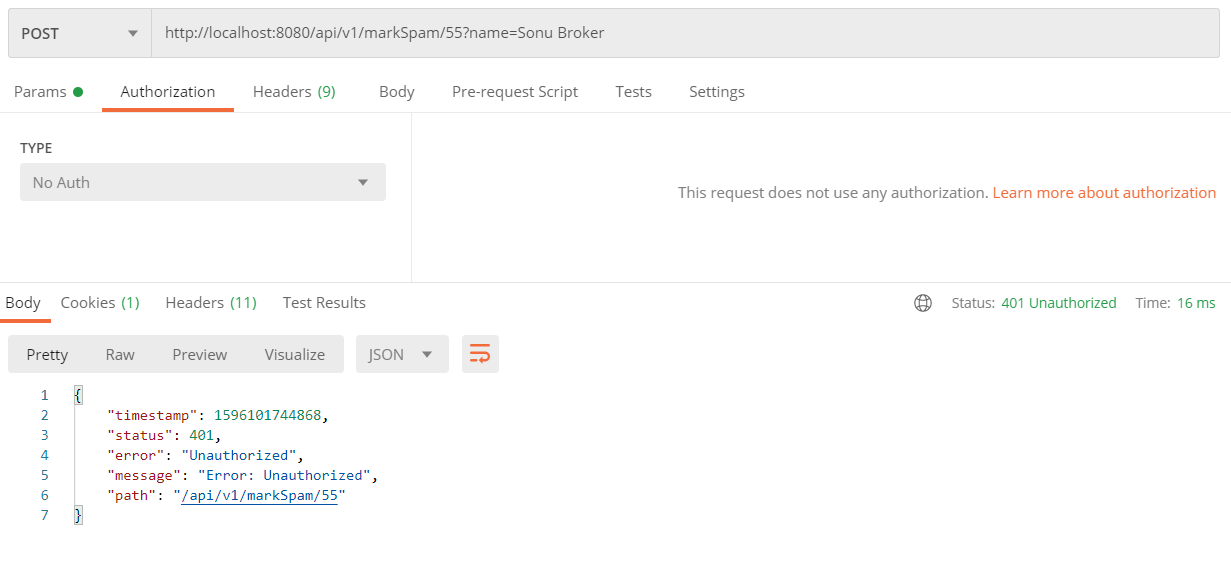 POST http://localhost:8080/api/v1/markSpam/55?name=Sonu Broker
Params Authorization Headers (9) Body Pre-request Script Tests Settings
TYPE
No Auth
This request does not use any authorization. Learn more about authorization
Body Cookies (1) Headers (11) Test Results Status: 401 Unauthorized Time: 16 ms
Pretty Raw Preview Visualize JSON
1 {
2 "timestamp": 1596101744868,
3 "status": 401,
4 "error": "Unauthorized",
5 "message": "Error: Unauthorized",
6 "path": "/api/v1/markSpam/55"
7 }